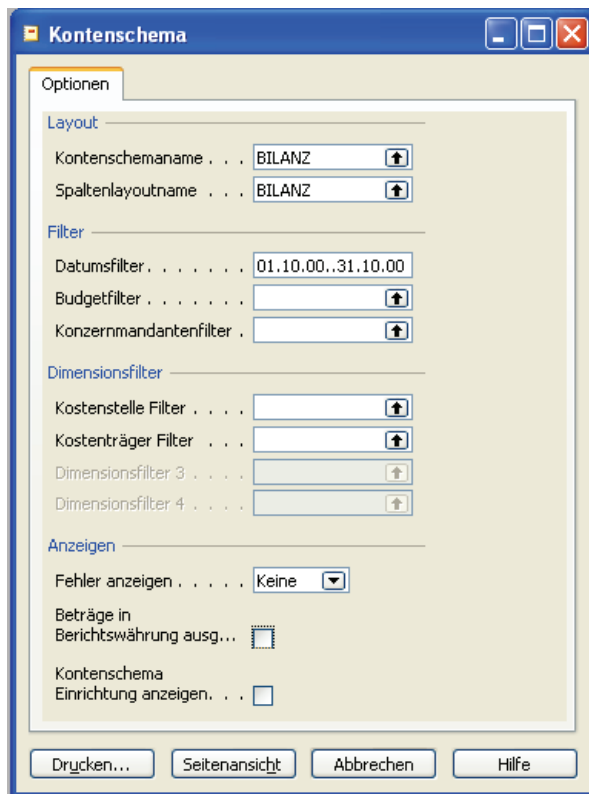 Kontenschema
Optionen
Layout
Kontenschemaname . . . BILANZ
Spaltenlayoutname . . . BILANZ
Filter
Datumsfilter. . . . . . . 01.10.00..31.10.00
Budgetfilter . . . . . . .
Konzernmandantenfilter .
Dimensionsfilter
Kostenstelle Filter . . . .
Kostenträger Filter . . .
Dimensionsfilter 3 . . . .
Dimensionsfilter 4 . . . .
Anzeigen
Fehler anzeigen . . . . . Keine
Beträge in
Berichtswährung ausg...
Kontenschema
Einrichtung anzeigen. . .
Drucken... Seitenansicht Abbrechen Hilfe